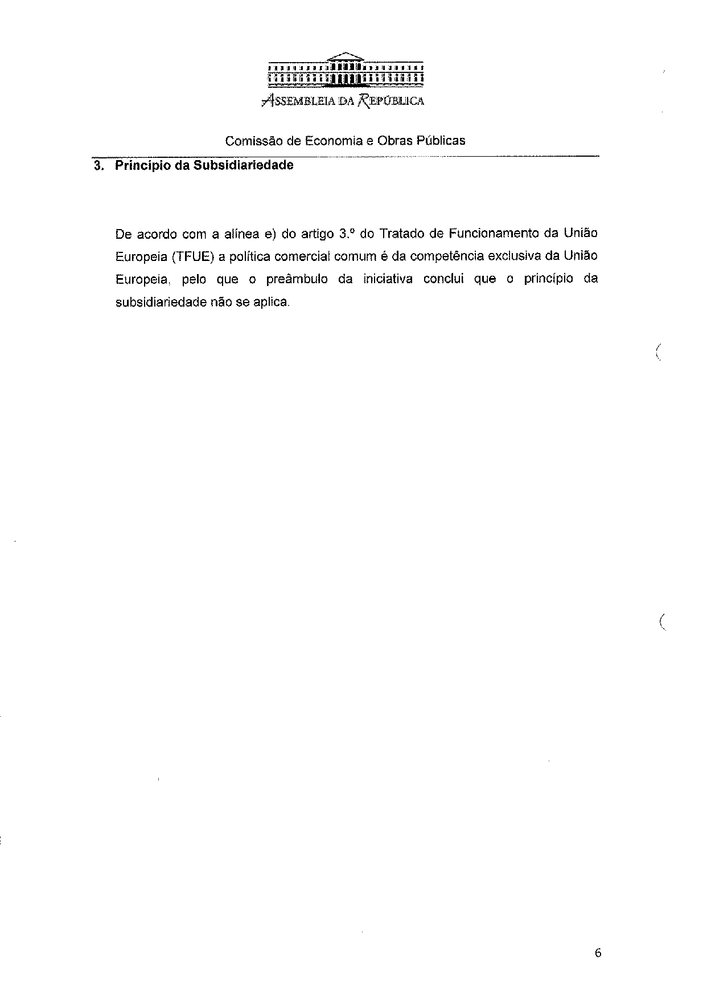 ASSEMBLEIA DA REPÚBLICA
Comissão de Economia e Obras Públicas
3. Princípio da Subsidiariedade
De acordo com a alínea e) do artigo 3.º do Tratado de Funcionamento da União
Europeia (TFUE) a política comercial comum é da competência exclusiva da União
Europeia, pelo que o preâmbulo da iniciativa conclui que o princípio da
subsidiariedade não se aplica.
6